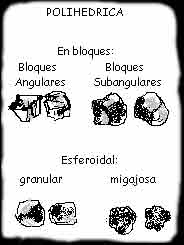 POLIHEDRICA
En bloques:
Bloques Bloques
Angulares Subangulares
Esferoidal:
granular migajosa